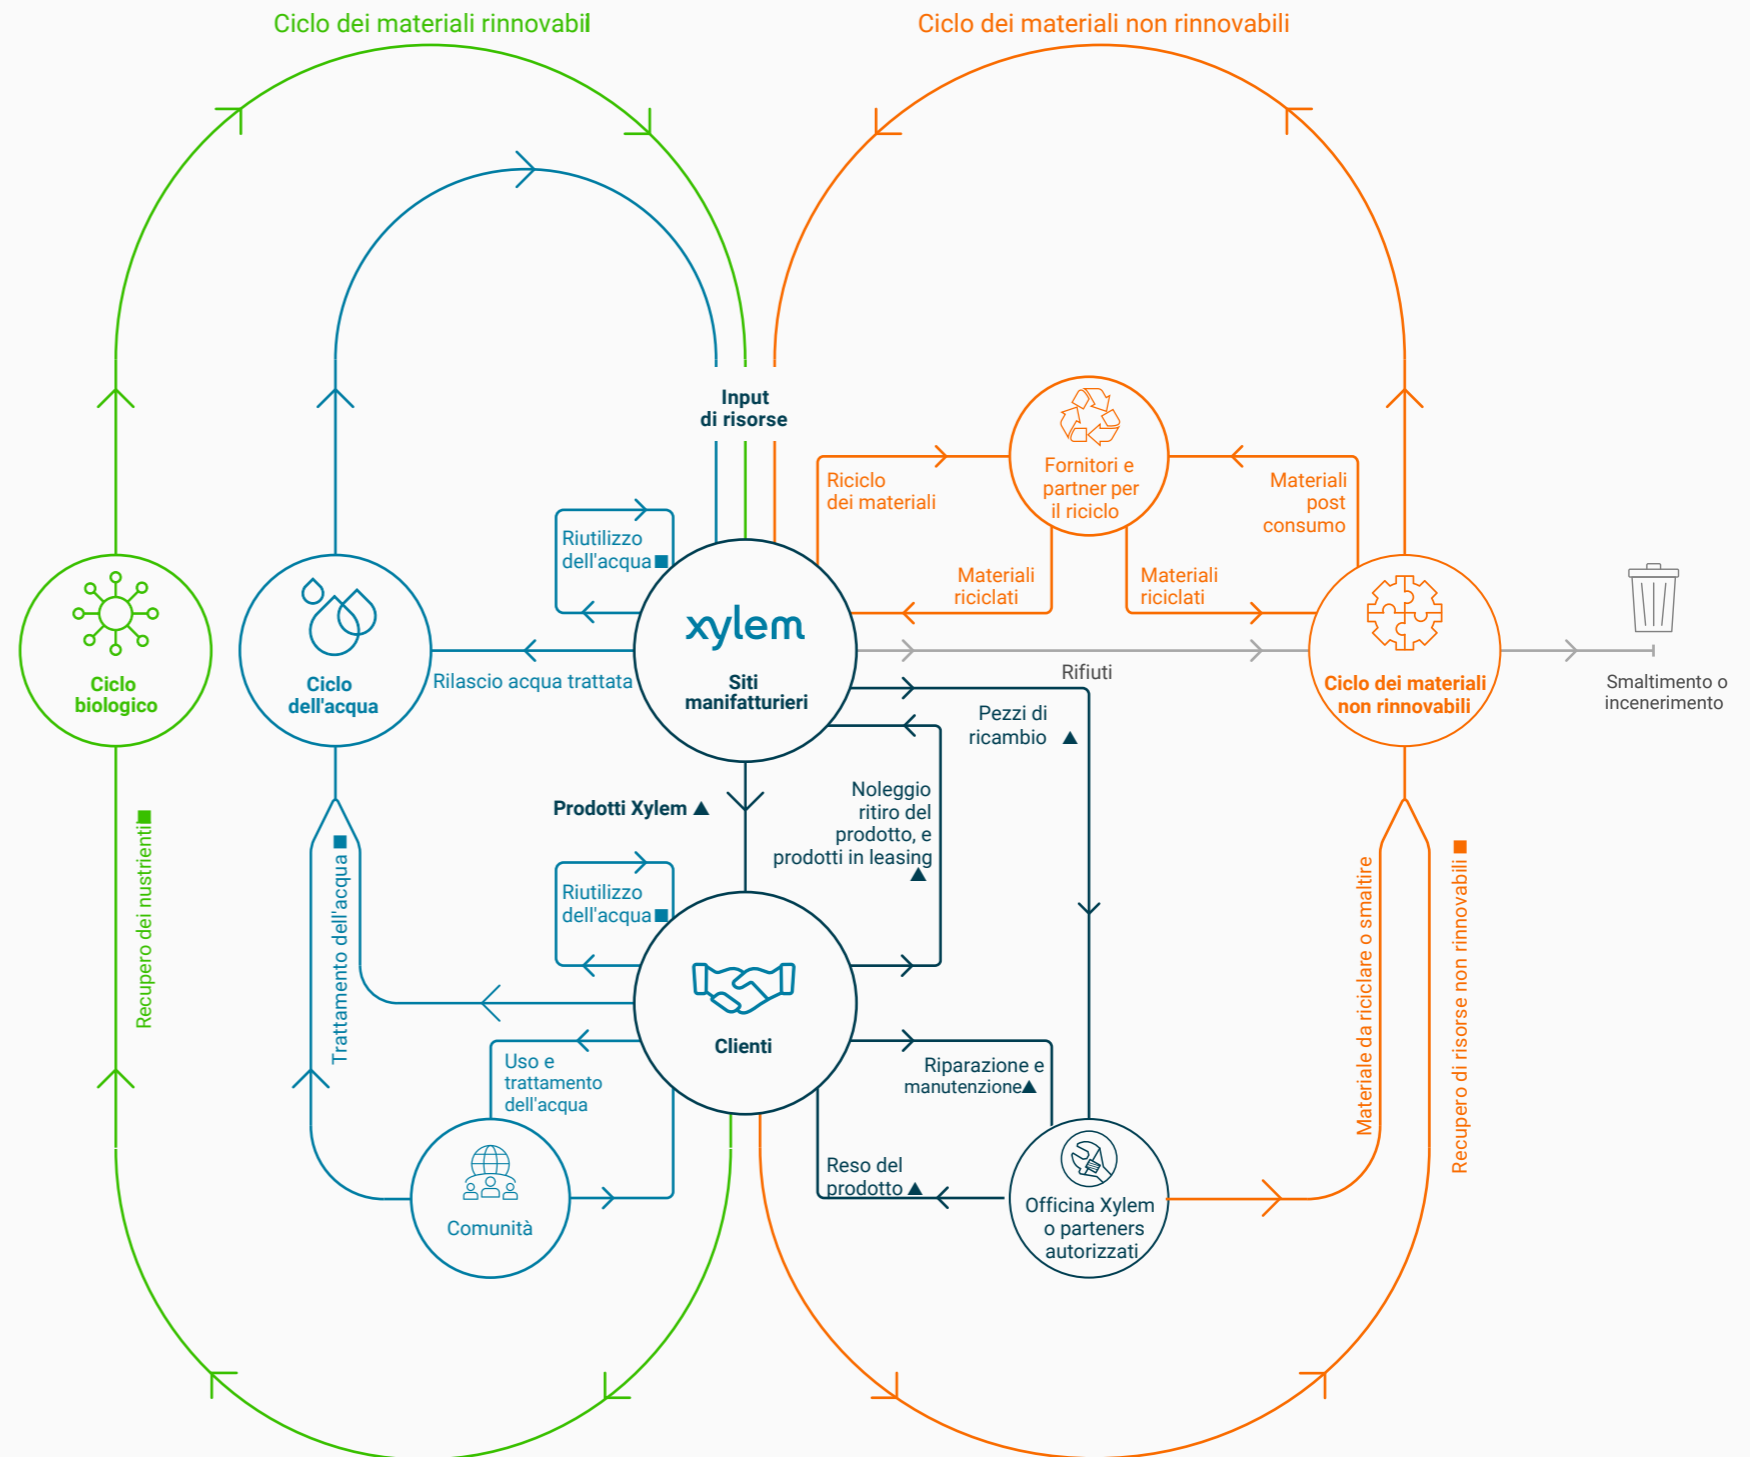 Ciclo dei materiali rinnovabil
Ciclo dei materiali non rinnovabili
Input
di risorse
Fornitori e
partner per
il riciclo
Riciclo
dei materiali
Materiali
post
consumo
Riutilizzo
dell'acqua
Materiali
riciclati
Materiali
riciclati
xylem
Siti
manifatturieri
Ciclo
biologico
Ciclo
dell'acqua
Rilascio acqua trattata
Rifiuti
Ciclo dei materiali
non rinnovabili
Smaltimento o
incenerimento
Pezzi di
ricambio
Prodotti Xylem
Noleggio
ritiro del
prodotto, e
prodotti in leasing
Recupero dei nustrienti
Trattamento dell'acqua
Riutilizzo
dell'acqua
Materiale da riciclare o smaltire
Recupero di risorse non rinnovabili
Clienti
Uso e
trattamento
dell'acqua
Riparazione e
manutenzione
Reso del
prodotto
Comunità
Officina Xylem
o parteners
autorizzati